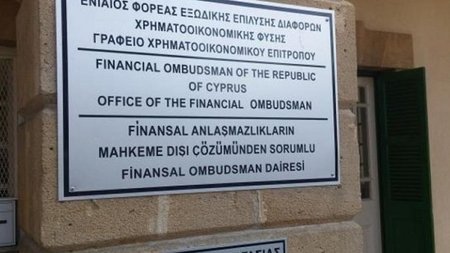 ΕΝΙΑΙΟΣ ΦΟΡΕΑΣ ΕΞΩΔΙΚΗΣ ΕΠΙΛΥΣΗΣ ΔΙΑΦΟΡΩΝ
ΧΡΗΜΑΤΟΟΙΚΟΝΟΜΙΚΗΣ ΦΥΣΗΣ
ΓΡΑΦΕΙΟ ΧΡΗΜΑΤΟΟΙΚΟΝΟΜΙΚΟΥ ΕΠΙΤΡΟΠΟΥ
FINANCIAL OMBUDSMAN OF THE REPUBLIC
OF CYPRUS
OFFICE OF THE FINANCIAL OMBUDSMAN
FİNANSAL ANLAŞMAZLIKLARIN
MAHKEME DIŞI ÇÖZÜMÜNDEN SORUMLU
FİNANSAL OMBUDSMAN DAİRESİ